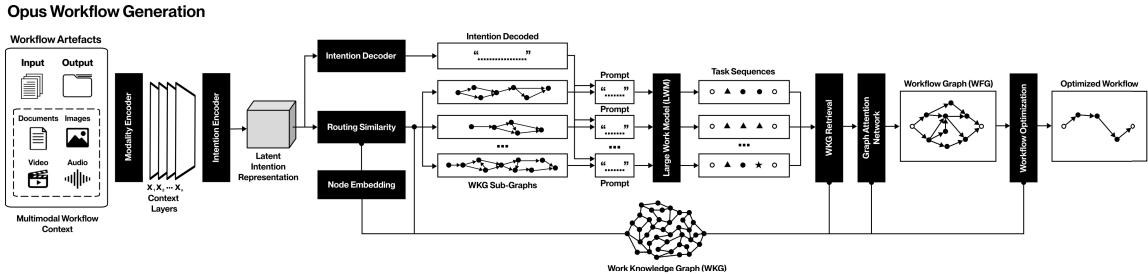 Opus Workflow Generation
Workflow Artefacts
Input
Output
Documents
Images
Video
Audio
Multimodal Workflow
Context
Modality Encoder
X₁ X₂ ••• Xₙ
Context
Layers
Intention Encoder
Latent
Intention
Representation
Intention Decoder
Routing Similarity
Node Embedding
Intention Decoded
“.................”
...
WKG Sub-Graphs
Prompt
“.......”
Prompt
“.......”
...
“.......”
Prompt
Large Work Model (LWM)
Task Sequences
...
WKG Retrieval
Graph Attention
Network
Workflow Graph (WFG)
Workflow Optimization
Optimized Workflow
Work Knowledge Graph (WKG)